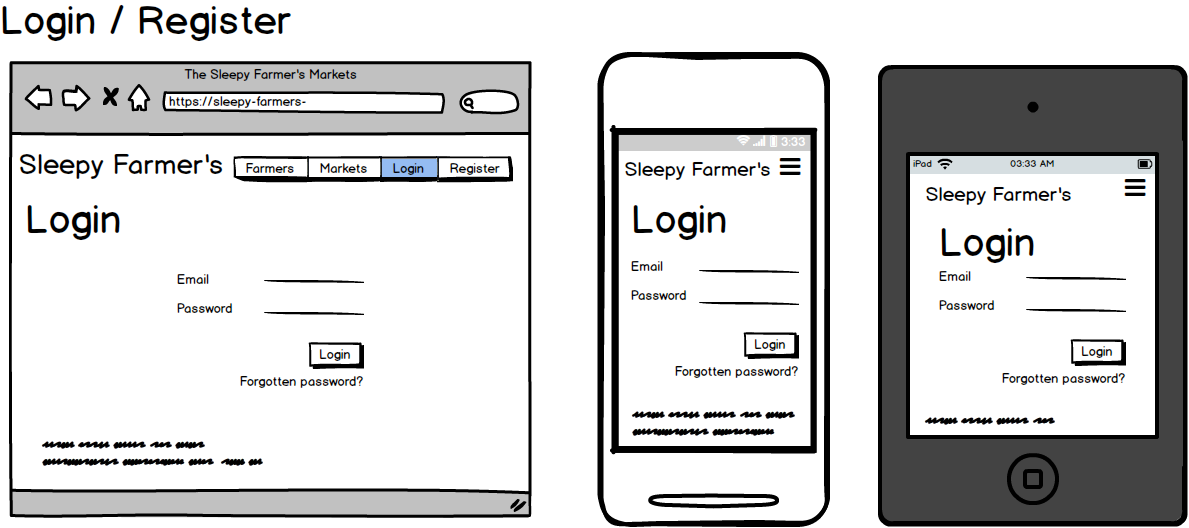 Login / Register
The Sleepy Farmer's Markets
https://sleepy-farmers-
Sleepy Farmer's
Farmers Markets Login Register
Login
Email
Password
Login
Forgotten password?
3:33
Sleepy Farmer's
Login
Email
Password
Login
Forgotten password?
iPad 03:33 AM
Sleepy Farmer's
Login
Email
Password
Login
Forgotten password?